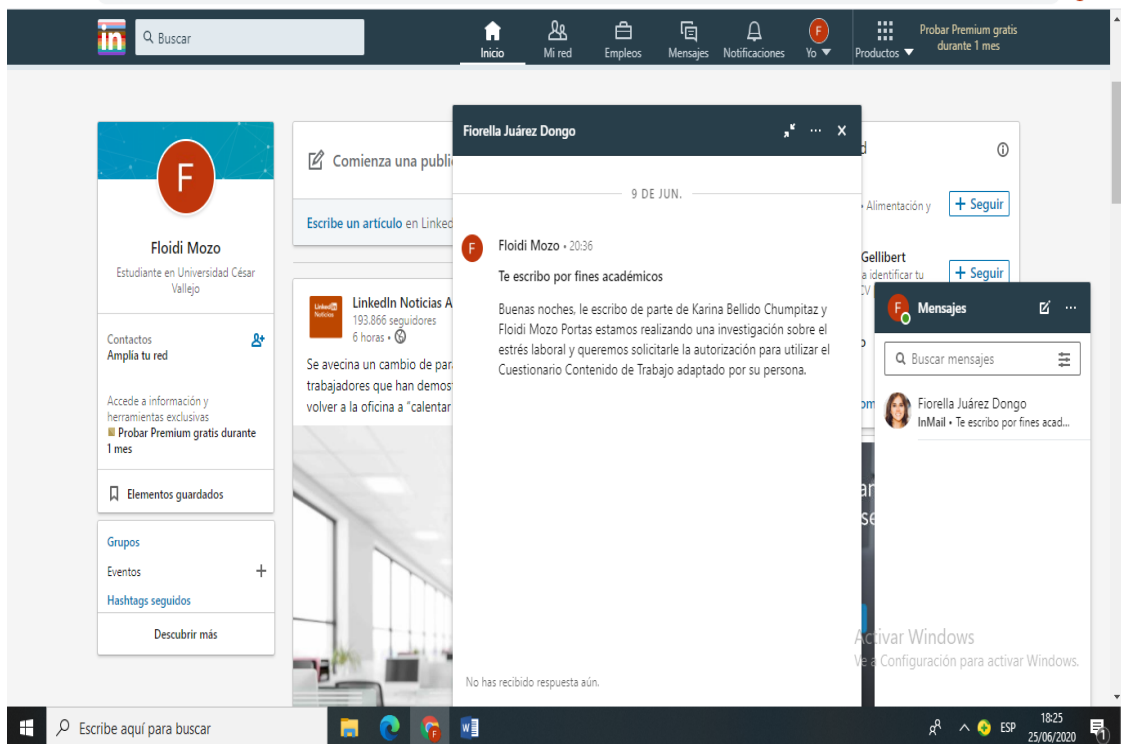 in
Buscar
Inicio
Mi red
Empleos
Mensajes
Notificaciones
F
Yo ▼
Productos ▼
Probar Premium gratis
durante 1 mes
F
Floidi Mozo
Estudiante en Universidad César
Vallejo
Contactos
Amplía tu red
Accede a información y
herramientas exclusivas
Probar Premium gratis durante
1 mes
Elementos guardados
Grupos
Eventos
Hashtags seguidos
Descubrir más
Comienza una publi
Escribe un artículo en Linked
LinkedIn
Noticias
LinkedIn Noticias A
193.866 seguidores
6 horas •
Se avecina un cambio de par
trabajadores que han demos
volver a la oficina a "calentar
Fiorella Juárez Dongo
9 DE JUN.
F
Floidi Mozo • 20:36
Te escribo por fines académicos
Buenas noches, le escribo de parte de Karina Bellido Chumpitaz y
Floidi Mozo Portas estamos realizando una investigación sobre el
estrés laboral y queremos solicitarle la autorización para utilizar el
Cuestionario Contenido de Trabajo adaptado por su persona.
No has recibido respuesta aún.
• Alimentación y
+ Seguir
Gellibert
a identificar tu
CV
+ Seguir
F
Mensajes
Buscar mensajes
Fiorella Juárez Dongo
InMail • Te escribo por fines acad...
Activar Windows
Ve a Configuración para activar Windows.
Escribe aquí para buscar
ESP
18:25
25/06/2020
1